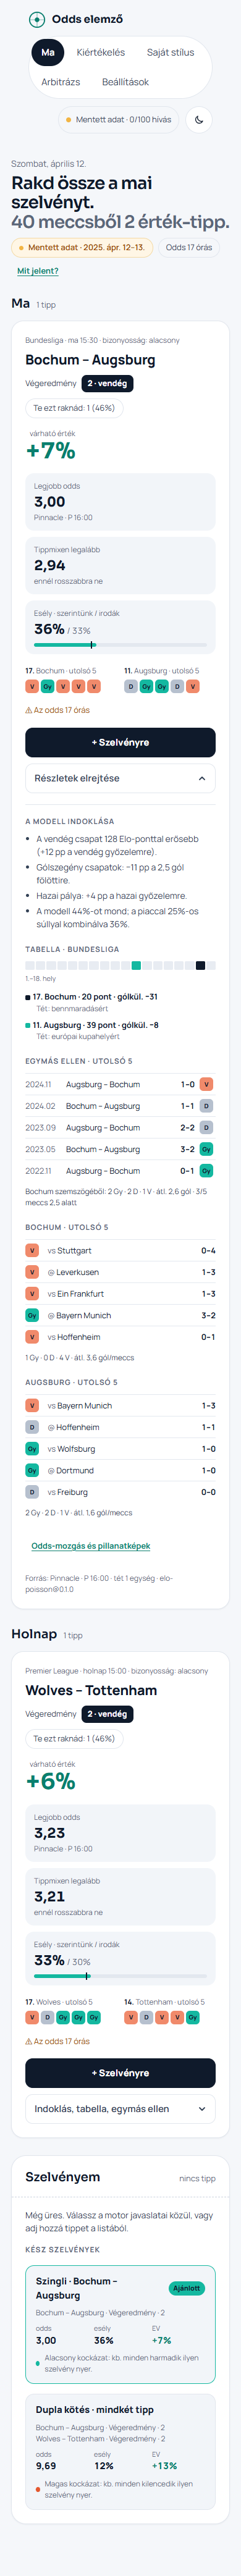 Odds elemző
Ma
Kiértékelés
Saját stílus
Arbitrázs
Beállítások
Mentett adat · 0/100 hívás
Szombat, április 12.
Rakd össze a mai
szelvényt.
40 meccsből 2 érték-tipp.
Mentett adat · 2025. ápr. 12–13.
Odds 17 órás
Mit jelent?
Ma 1 tipp
Bundesliga · ma 15:30 · bizonyosság: alacsony
Bochum – Augsburg
Végeredmény 2 · vendég
Te ezt raknád: 1 (46%)
várható érték
+7%
Legjobb odds
3,00
Pinnacle · P 16:00
Tippmixen legalább
2,94
ennél rosszabbra ne
Esély · szerintünk / irodák
36% / 33%
17. Bochum · utolsó 5
V Gy V V V
11. Augsburg · utolsó 5
D Gy Gy D V
⚠ Az odds 17 órás
+ Szelvényre
Részletek elrejtése
A MODELL INDOKLÁSA
• A vendég csapat 128 Elo-ponttal erősebb
(+12 pp a vendég győzelemre).
• Gólszegény csapatok: −11 pp a 2,5 gól
fölöttire.
• Hazai pálya: +4 pp a hazai győzelemre.
• A modell 44%-ot mond; a piaccal 25%-os
súllyal kombinálva 36%.
TABELLA · BUNDESLIGA
1.–18. hely
17. Bochum · 20 pont · gólkül. −31
Tét: bennmaradásért
11. Augsburg · 39 pont · gólkül. −8
Tét: európai kupahelyért
EGYMÁS ELLEN · UTOLSÓ 5
2024.11 Augsburg – Bochum 1–0 V
2024.02 Bochum – Augsburg 1–1 D
2023.09 Augsburg – Bochum 2–2 D
2023.05 Bochum – Augsburg 3–2 Gy
2022.11 Augsburg – Bochum 0–1 Gy
Bochum szemszögéből: 2 Gy · 2 D · 1 V · átl. 2,6 gól · 3/5
meccs 2,5 alatt
BOCHUM · UTOLSÓ 5
V vs Stuttgart 0–4
V @ Leverkusen 1–3
V vs Ein Frankfurt 1–3
Gy @ Bayern Munich 3–2
V vs Hoffenheim 0–1
1 Gy · 0 D · 4 V · átl. 3,6 gól/meccs
AUGSBURG · UTOLSÓ 5
V vs Bayern Munich 1–3
D @ Hoffenheim 1–1
Gy vs Wolfsburg 1–0
Gy @ Dortmund 1–0
D vs Freiburg 0–0
2 Gy · 2 D · 1 V · átl. 1,6 gól/meccs
Odds-mozgás és pillanatképek
Forrás: Pinnacle · P 16:00 · tét 1 egység · elo-
poisson@0.1.0
Holnap 1 tipp
Premier League · holnap 15:00 · bizonyosság: alacsony
Wolves – Tottenham
Végeredmény 2 · vendég
Te ezt raknád: 1 (46%)
várható érték
+6%
Legjobb odds
3,23
Pinnacle · P 16:00
Tippmixen legalább
3,21
ennél rosszabbra ne
Esély · szerintünk / irodák
33% / 30%
17. Wolves · utolsó 5
V D Gy Gy Gy
14. Tottenham · utolsó 5
V D V V Gy
⚠ Az odds 17 órás
+ Szelvényre
Indoklás, tabella, egymás ellen
Szelvényem
nincs tipp
Még üres. Válassz a motor javaslatai közül, vagy
adj hozzá tippet a listából.
KÉSZ SZELVÉNYEK
Szingli · Bochum –
Augsburg
Ajánlott
Bochum – Augsburg · Végeredmény · 2
odds esély EV
3,00 36% +7%
Alacsony kockázat: kb. minden harmadik ilyen
szelvény nyer.
Dupla kötés · mindkét tipp
Bochum – Augsburg · Végeredmény · 2
Wolves – Tottenham · Végeredmény · 2
odds esély EV
9,69 12% +13%
Magas kockázat: kb. minden kilencedik ilyen
szelvény nyer.